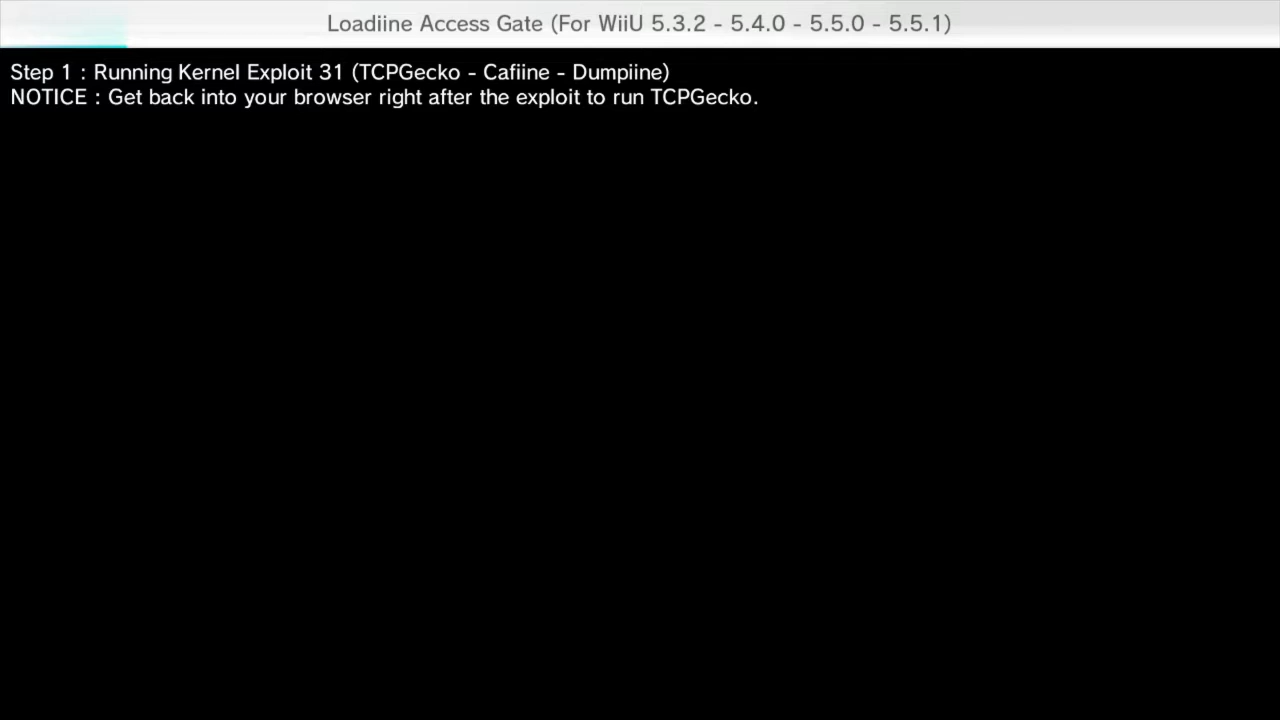 Loadiine Access Gate (For WiiU 5.3.2 - 5.4.0 - 5.5.0 - 5.5.1)
Step 1 : Running Kernel Exploit 31 (TCPGecko - Cafiine - Dumpiine)
NOTICE : Get back into your browser right after the exploit to run TCPGecko.